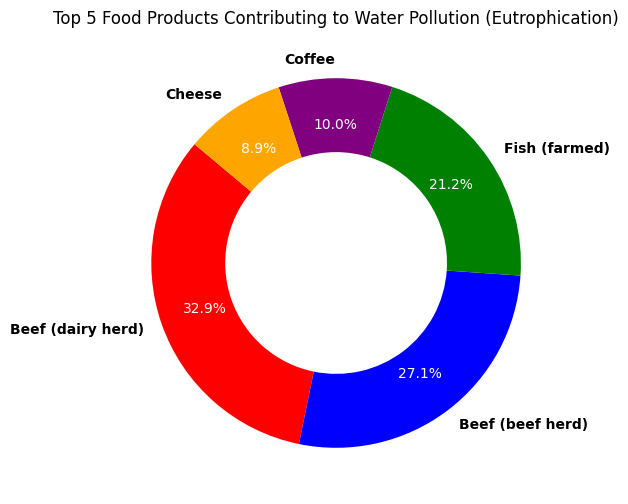 Top 5 Food Products Contributing to Water Pollution (Eutrophication)
Coffee
Cheese
10.0%
8.9%
Fish (farmed)
21.2%
32.9%
Beef (dairy herd)
27.1%
Beef (beef herd)